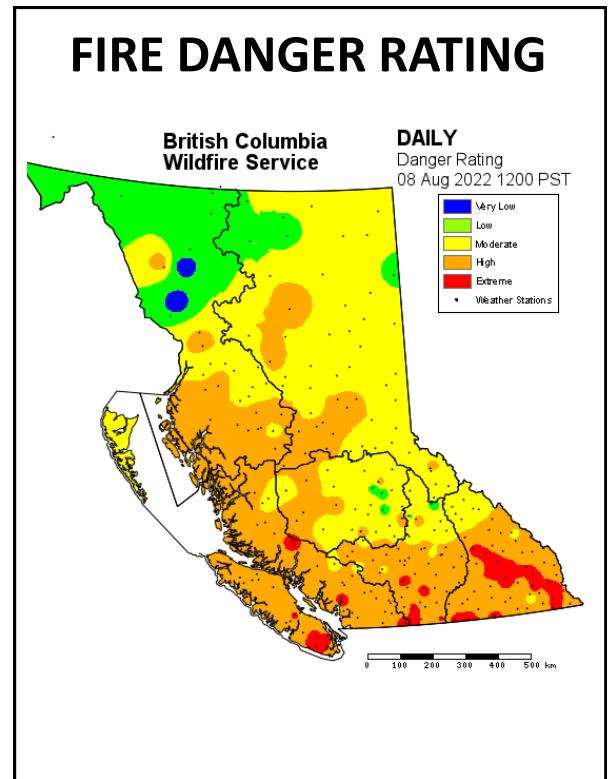 FIRE DANGER RATING
British Columbia
Wildfire Service
DAILY
Danger Rating
08 Aug 2022 1200 PST
Very Low
Low
Moderate
High
Extreme
Weather Stations
0 100 200 300 400 500 km